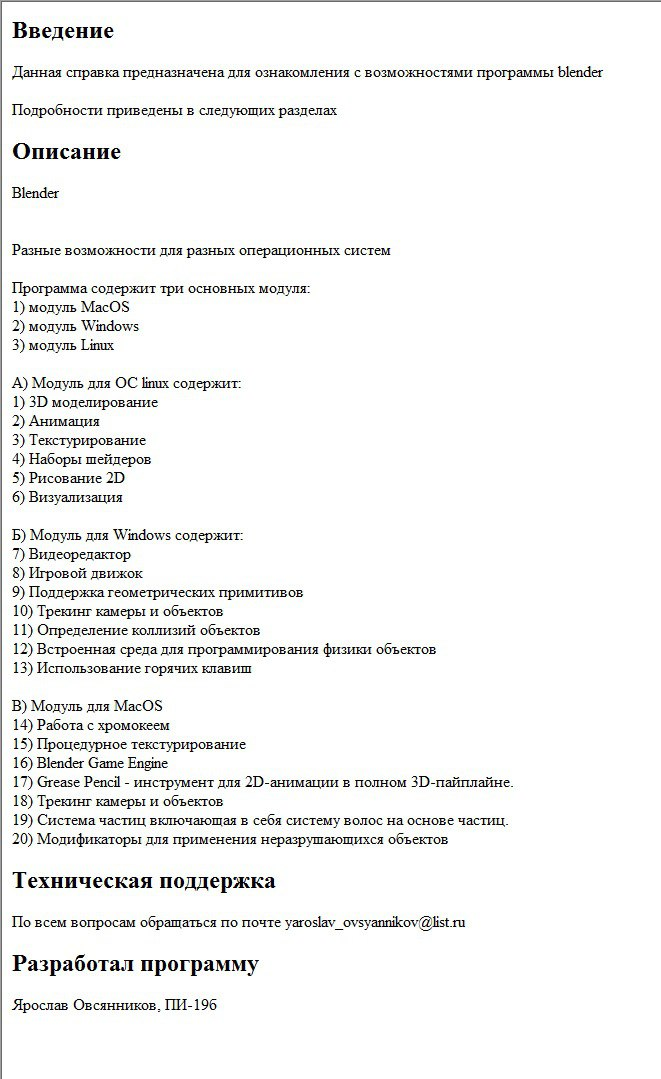 Введение
Данная справка предназначена для ознакомления с возможностями программы blender
Подробности приведены в следующих разделах
Описание
Blender
Разные возможности для разных операционных систем
Программа содержит три основных модуля:
1) модуль MacOS
2) модуль Windows
3) модуль Linux
А) Модуль для ОС linux содержит:
1) 3D моделирование
2) Анимация
3) Текстурирование
4) Наборы шейдеров
5) Рисование 2D
6) Визуализация
Б) Модуль для Windows содержит:
7) Видеоредактор
8) Игровой движок
9) Поддержка геометрических примитивов
10) Трекинг камеры и объектов
11) Определение коллизий объектов
12) Встроенная среда для программирования физики объектов
13) Использование горячих клавиш
В) Модуль для MacOS
14) Работа с хромокеем
15) Процедурное текстурирование
16) Blender Game Engine
17) Grease Pencil - инструмент для 2D-анимации в полном 3D-пайплайне.
18) Трекинг камеры и объектов
19) Система частиц включающая в себя систему волос на основе частиц.
20) Модификаторы для применения неразрушающихся объектов
Техническая поддержка
По всем вопросам обращаться по почте yaroslav_ovsyannikov@list.ru
Разработал программу
Ярослав Овсянников, ПИ-19б